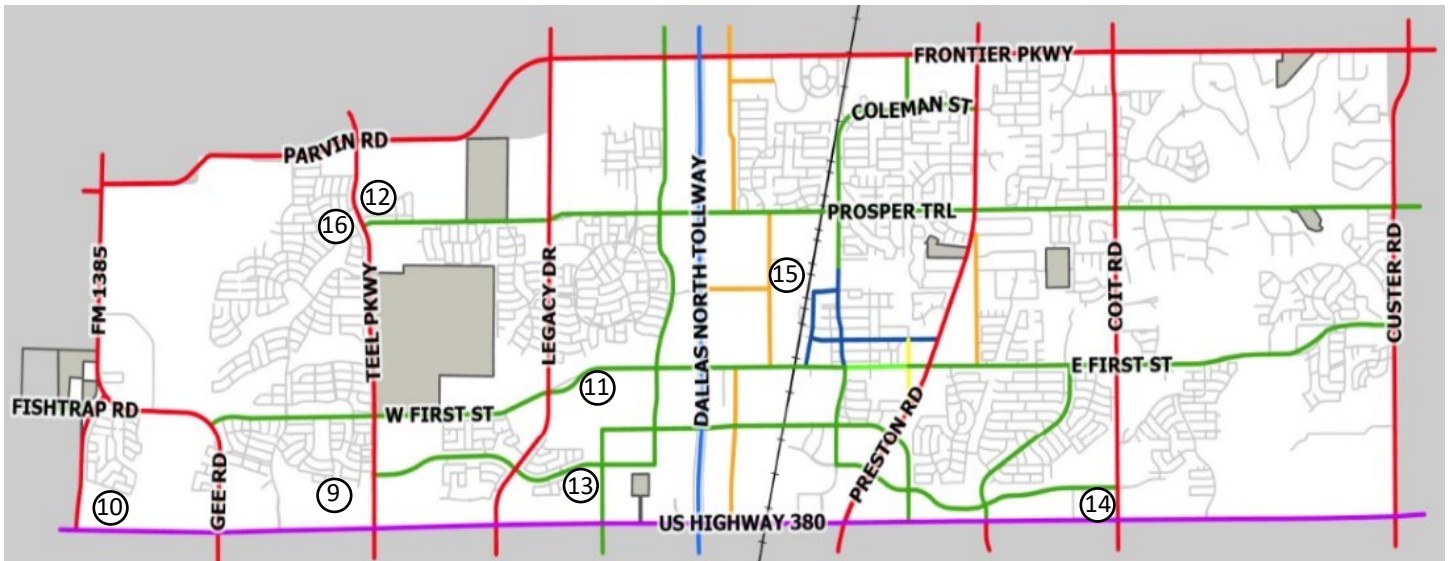 FRONTIER PKWY
COLEMAN ST
PARVIN RD
12
16
PROSPER TRL
FM 1385
TEEL PKWY
LEGACY DR
DALLAS NORTH TOLLWAY
15
COIT RD
CUSTER RD
E FIRST ST
11
FISHTRAP RD
W FIRST ST
PRESTON RD
GEE RD
9
10
13
14
US HIGHWAY 380